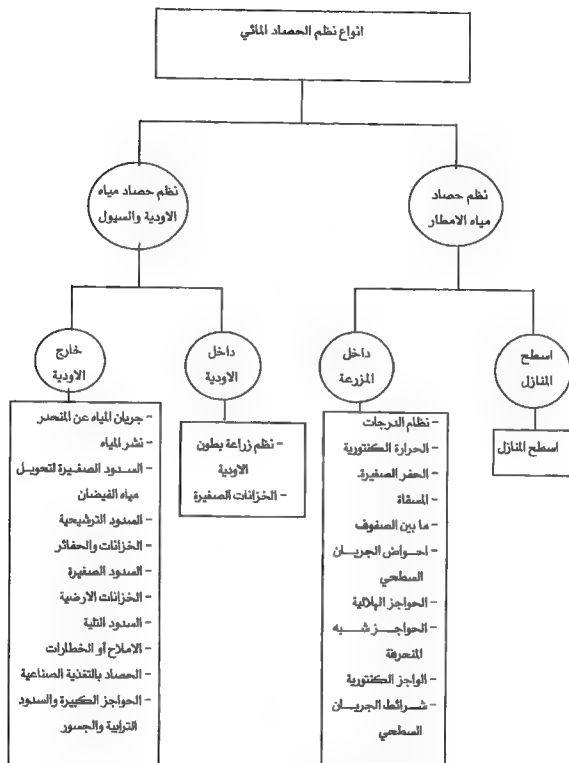 انواع نظم الحصاد المائي
نظم حصاد
مياه الامطار
نظم حصاد مياه
الاودية والسيول
اسطح
المنازل
داخل
المزرعة
داخل
الاودية
خارج
الاودية
اسطح المنازل
- نظام الدرجات
- الحرارة الكنتورية
- الحفر الصغيرة.
- المسقاة
- ما بين الصفوف
- احواض الجريان
السطحي
- الحواجز الهلالية
- الحواجز شبه
المنحرفة
- الواجز الكنتورية
- شرائط الجريان
السطحي
- نظم زراعة بطون
الاودية
- الخزانات الصغيرة
- جريان المياه عن المنحدر
- نشر المياه
- السدود الصغيرة لتحويل
مياه الفيضان
- السدود الترشيحية
- الخزانات والحفائر
- السدود الصغيرة
- الخزانات الارضية
- السدود التلية
- الاملاح أو الخطارات
- الحصاد بالتغذية الصناعية
- الحواجز الكبيرة والسدود
الترابية والجسور